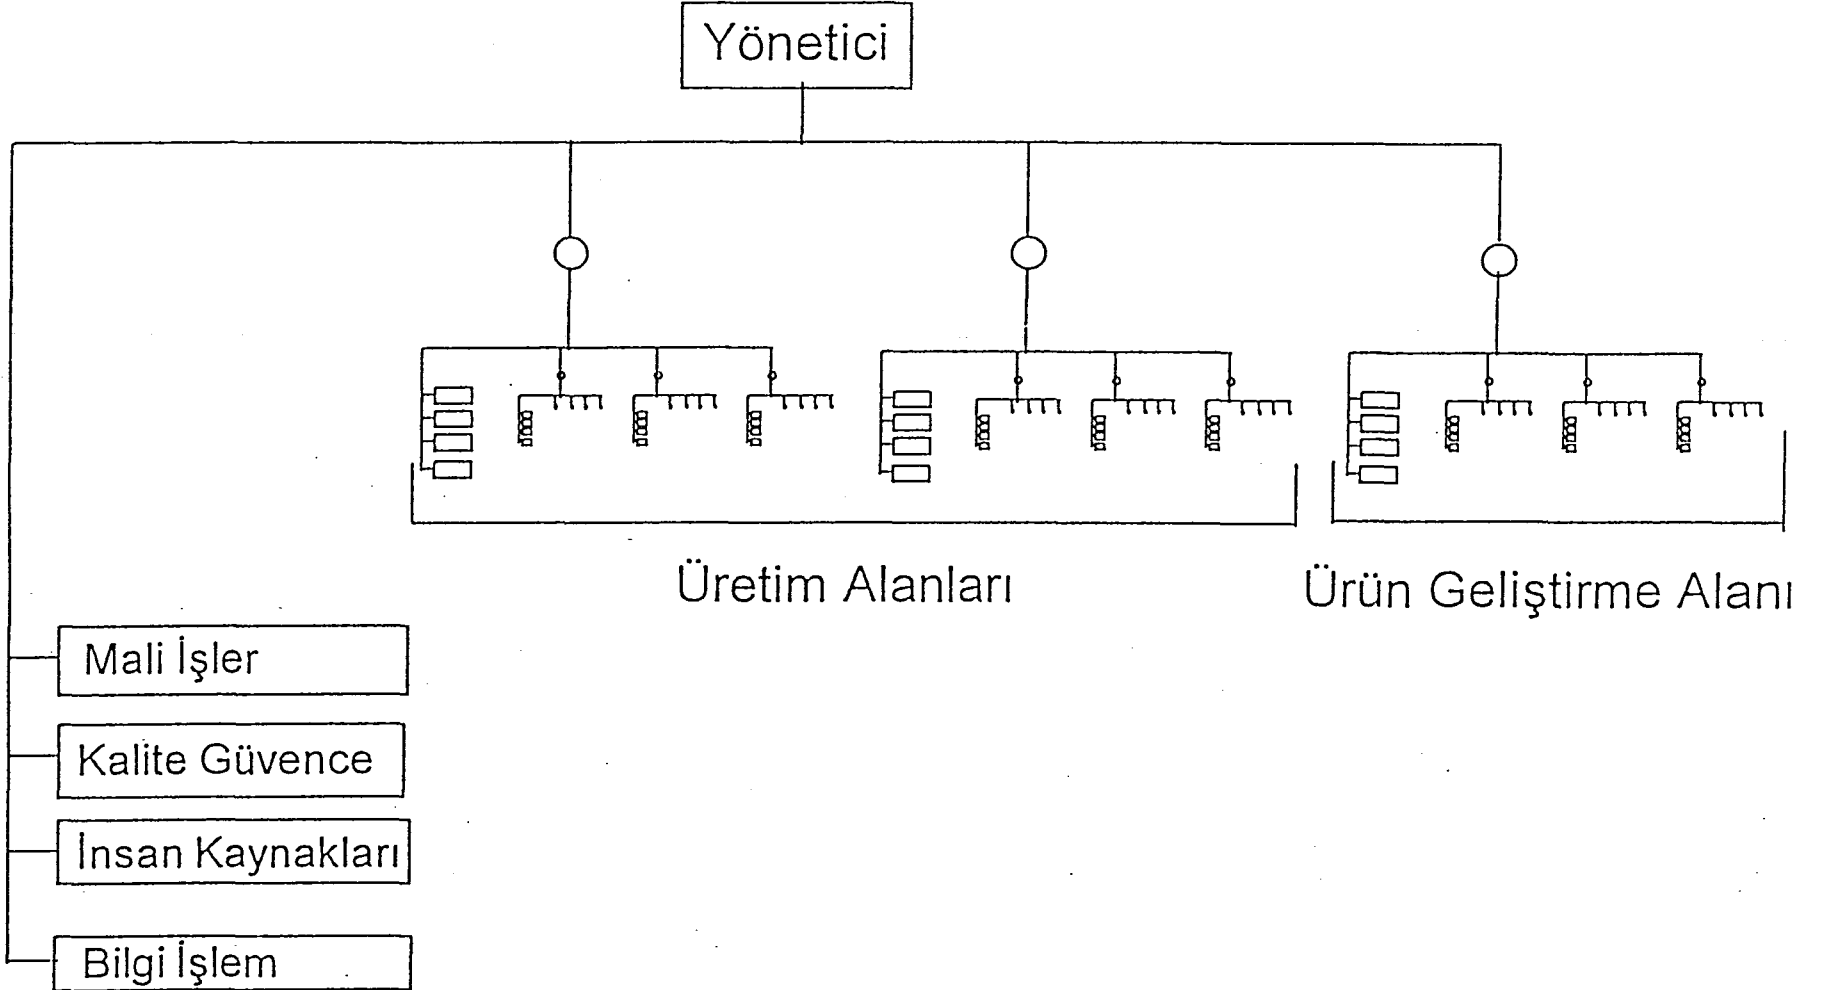 Yönetici
Üretim Alanları
Ürün Geliştirme Alanı
Mali İşler
Kalite Güvence
İnsan Kaynakları
Bilgi İşlem